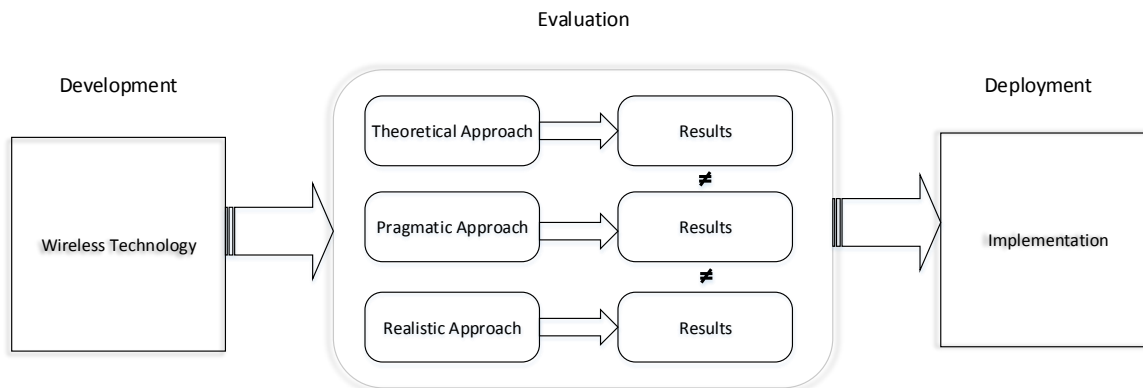 Evaluation
Development
Deployment
Theoretical Approach
Results
≠
Wireless Technology
Pragmatic Approach
Results
Implementation
≠
Realistic Approach
Results